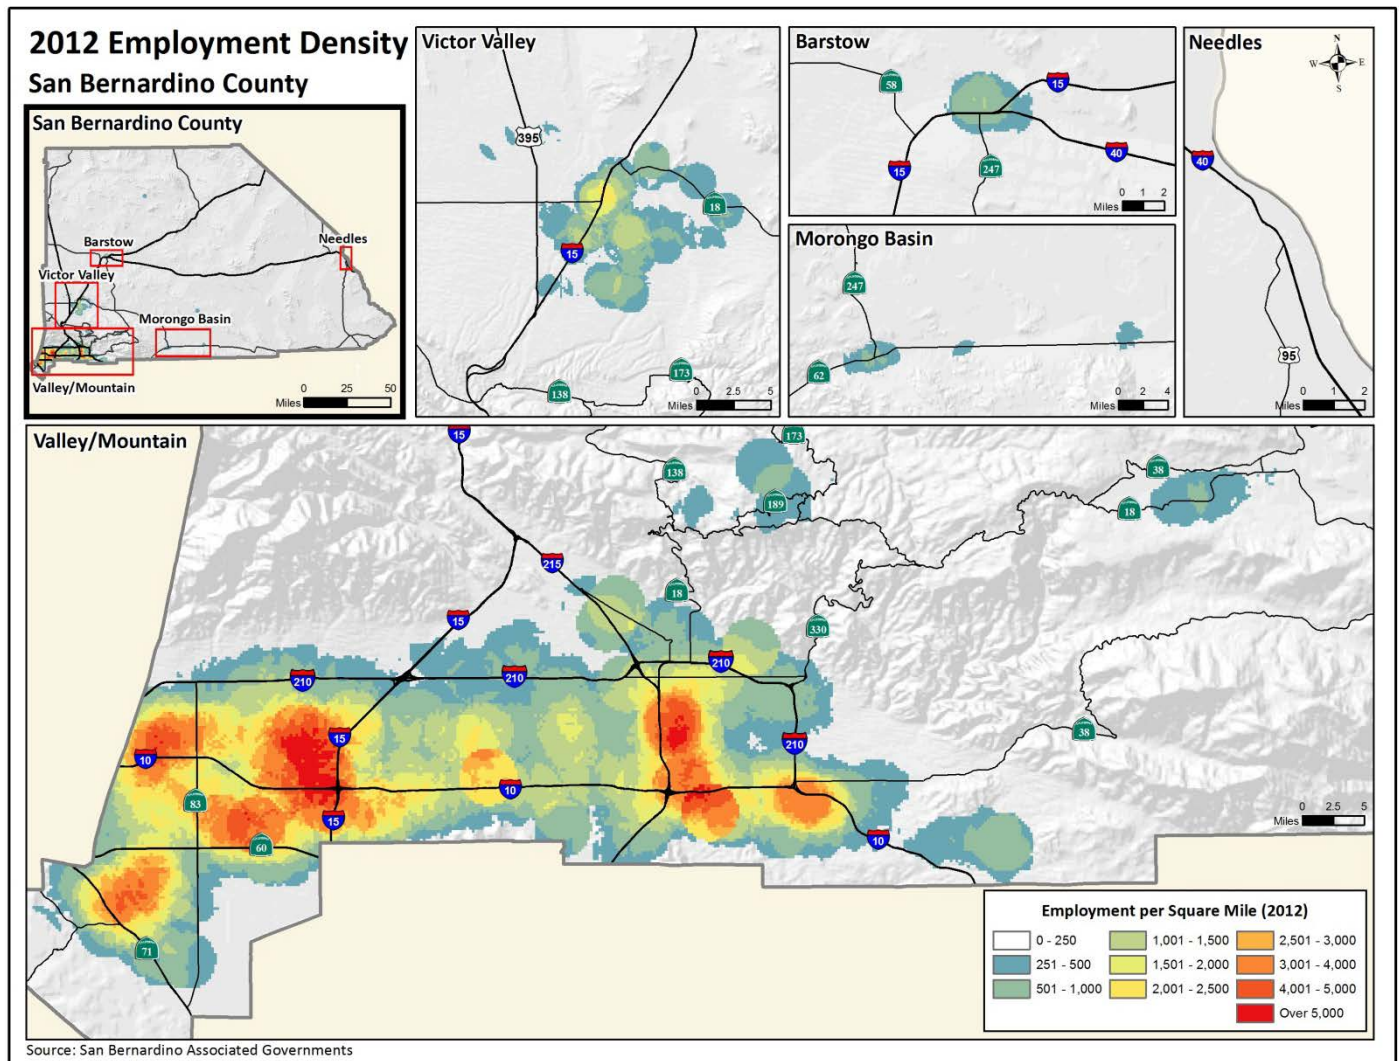 2012 Employment Density
San Bernardino County
San Bernardino County
Barstow
Needles
Victor Valley
Morongo Basin
Valley/Mountain
0 25 50
Miles
Victor Valley
395
18
15
173
138
0 2.5 5
Miles
Barstow
58
15
40
15
247
0 1 2
Miles
Morongo Basin
247
62
0 2 4
Miles
Needles
N
W E
S
40
95
0 1 2
Miles
Valley/Mountain
15
173
138
38
189
18
215
18
15
330
210
210
210
38
15
210
10
10
83
15
60
10
71
0 2.5 5
Miles
Employment per Square Mile (2012)
0 - 250
1,001 - 1,500
2,501 - 3,000
251 - 500
1,501 - 2,000
3,001 - 4,000
501 - 1,000
2,001 - 2,500
4,001 - 5,000
Over 5,000
Source: San Bernardino Associated Governments